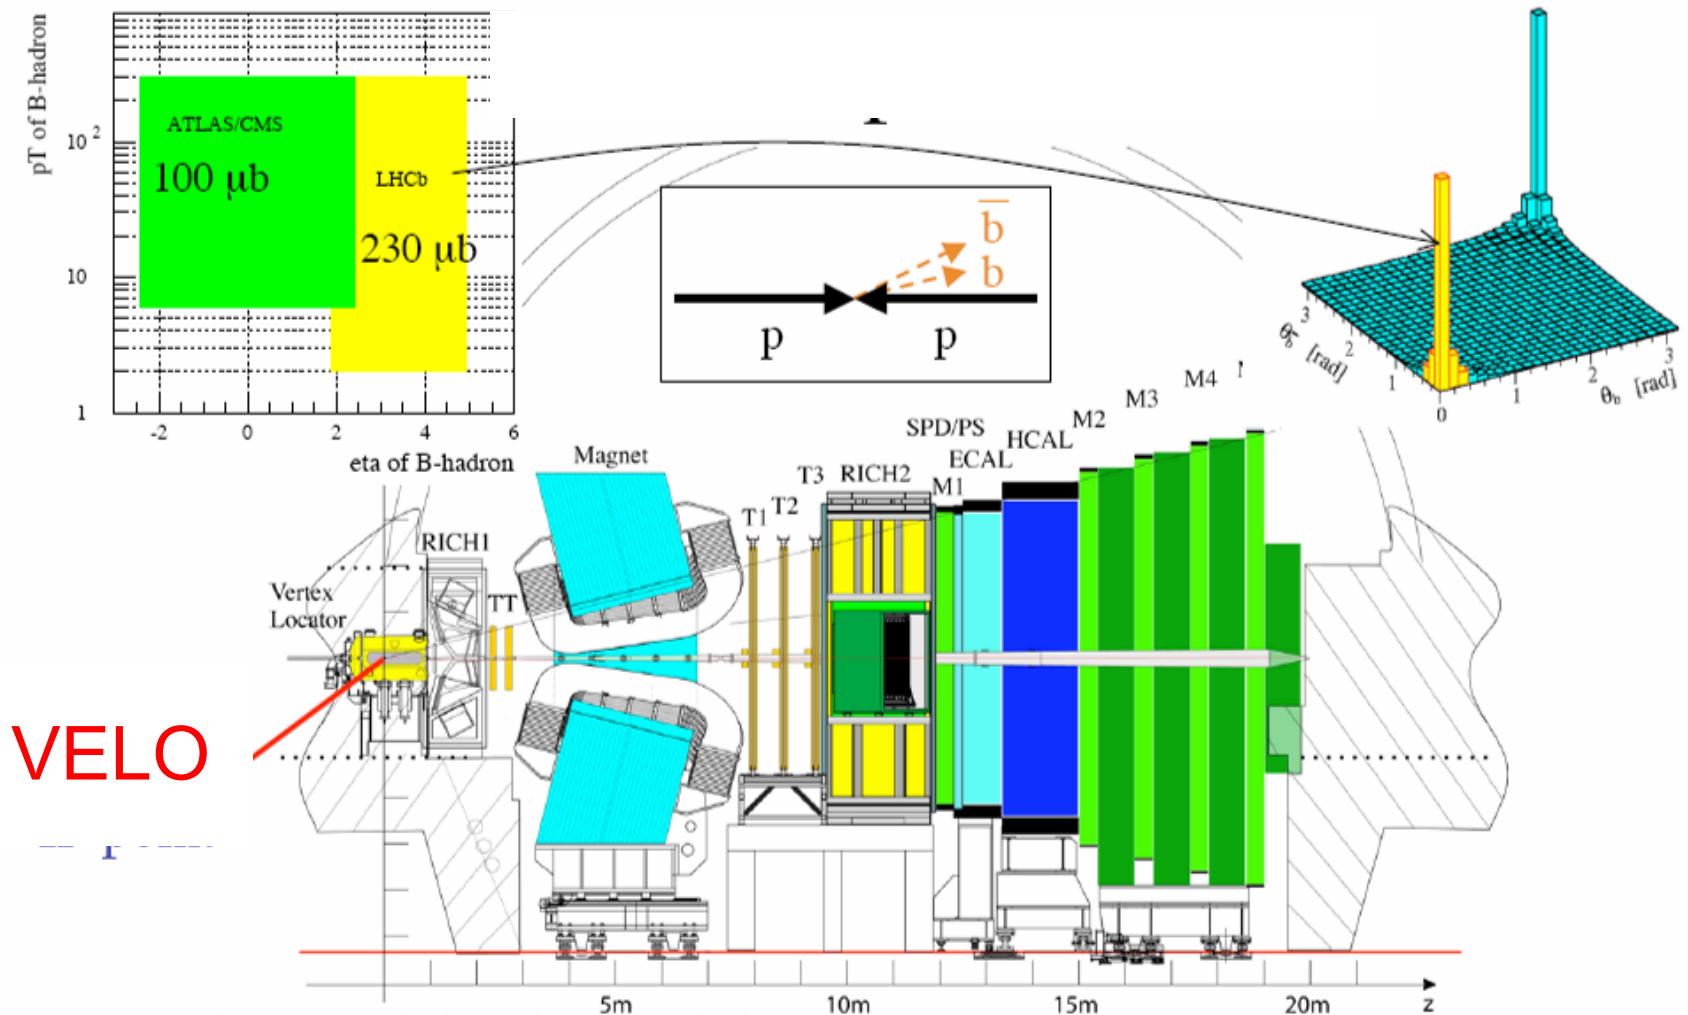 pT of B-hadron
10 2
10
1
ATLAS/CMS
100 μb
LHCb
230 μb
-2 0 2 4 6
eta of B-hadron
b̅
b
p p
3
2
1
θb̅ [rad]
0
1
2
3
θb [rad]
Magnet
RICH1
Vertex
Locator
TT
T1
T2
T3
RICH2
M1
SPD/PS
ECAL
HCAL
M2
M3
M4
VELO
5m 10m 15m 20m z